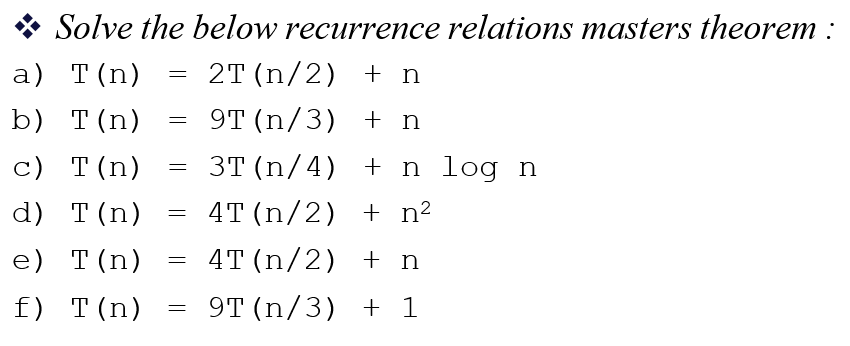 ❖ Solve the below recurrence relations masters theorem :
a) T(n) = 2T(n/2) + n
b) T(n) = 9T(n/3) + n
c) T(n) = 3T(n/4) + n log n
d) T(n) = 4T(n/2) + n²
e) T(n) = 4T(n/2) + n
f) T(n) = 9T(n/3) + 1